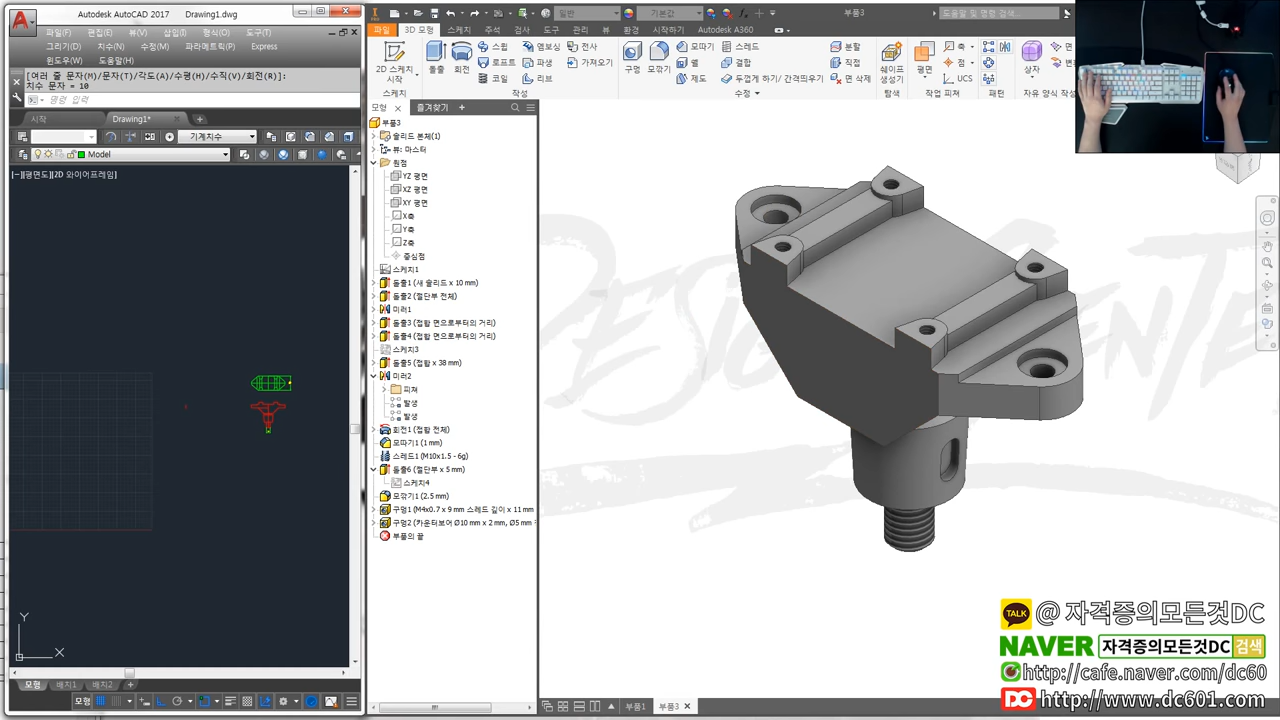 Autodesk AutoCAD 2017 Drawing1.dwg
파일(F) 편집(E) 뷰(V) 삽입(I) 형식(O) 도구(T)
그리기(D) 치수(N) 수정(M) 파라메트릭(P) Express
윈도우(W) 도움말(H)
[여러 줄 문자(M)/문자(T)/각도(A)/수평(H)/수직(V)/회전(R)]:
치수 문자 = 10
명령 입력
시작 Drawing1*
기계치수
Model
[−][평면도][2D 와이어프레임]
Y
X
모형 배치1 배치2 +
모형
일반 기본값 부품3 도움말 및 명령 검색...
파일 3D 모형 스케치 주석 검사 도구 관리 뷰 환경 시작하기 Autodesk A360
2D 스케치 시작
스케치
돌출 회전 스윕 로프트 코일 엠보싱 파생 리브 전사 가져오기
작성
구멍 모깎기 모따기 쉘 제도 스레드 결합 두껍게 하기/간격띄우기 분할 직접 면 삭제
수정
쉐이프 생성기
탐색
평면 축 점 UCS
작업 피쳐
패턴
상자
자유 양식 작
모형 즐겨찾기 +
부품3
솔리드 본체(1)
뷰: 마스터
원점
YZ 평면
XZ 평면
XY 평면
X축
Y축
Z축
중심점
스케치1
돌출1 (새 솔리드 x 10 mm)
돌출2 (절단부 전체)
미러1
돌출3 (접합 면으로부터의 거리)
돌출4 (접합 면으로부터의 거리)
스케치3
돌출5 (접합 x 38 mm)
미러2
피쳐
발생
발생
회전1 (접합 전체)
모따기1 (1 mm)
스레드1 (M10x1.5 - 6g)
돌출6 (절단부 x 5 mm)
스케치4
모깎기1 (2.5 mm)
구멍1 (M4x0.7 x 9 mm 스레드 깊이 x 11 mm
구멍2 (카운터보어 Ø10 mm x 2 mm, Ø5 mm
부품의 끝
부품1 부품3
TALK @ 자격증의모든것DC
NAVER 자격증의모든것DC 검색
http://cafe.naver.com/dc60
DC http://www.dc601.com